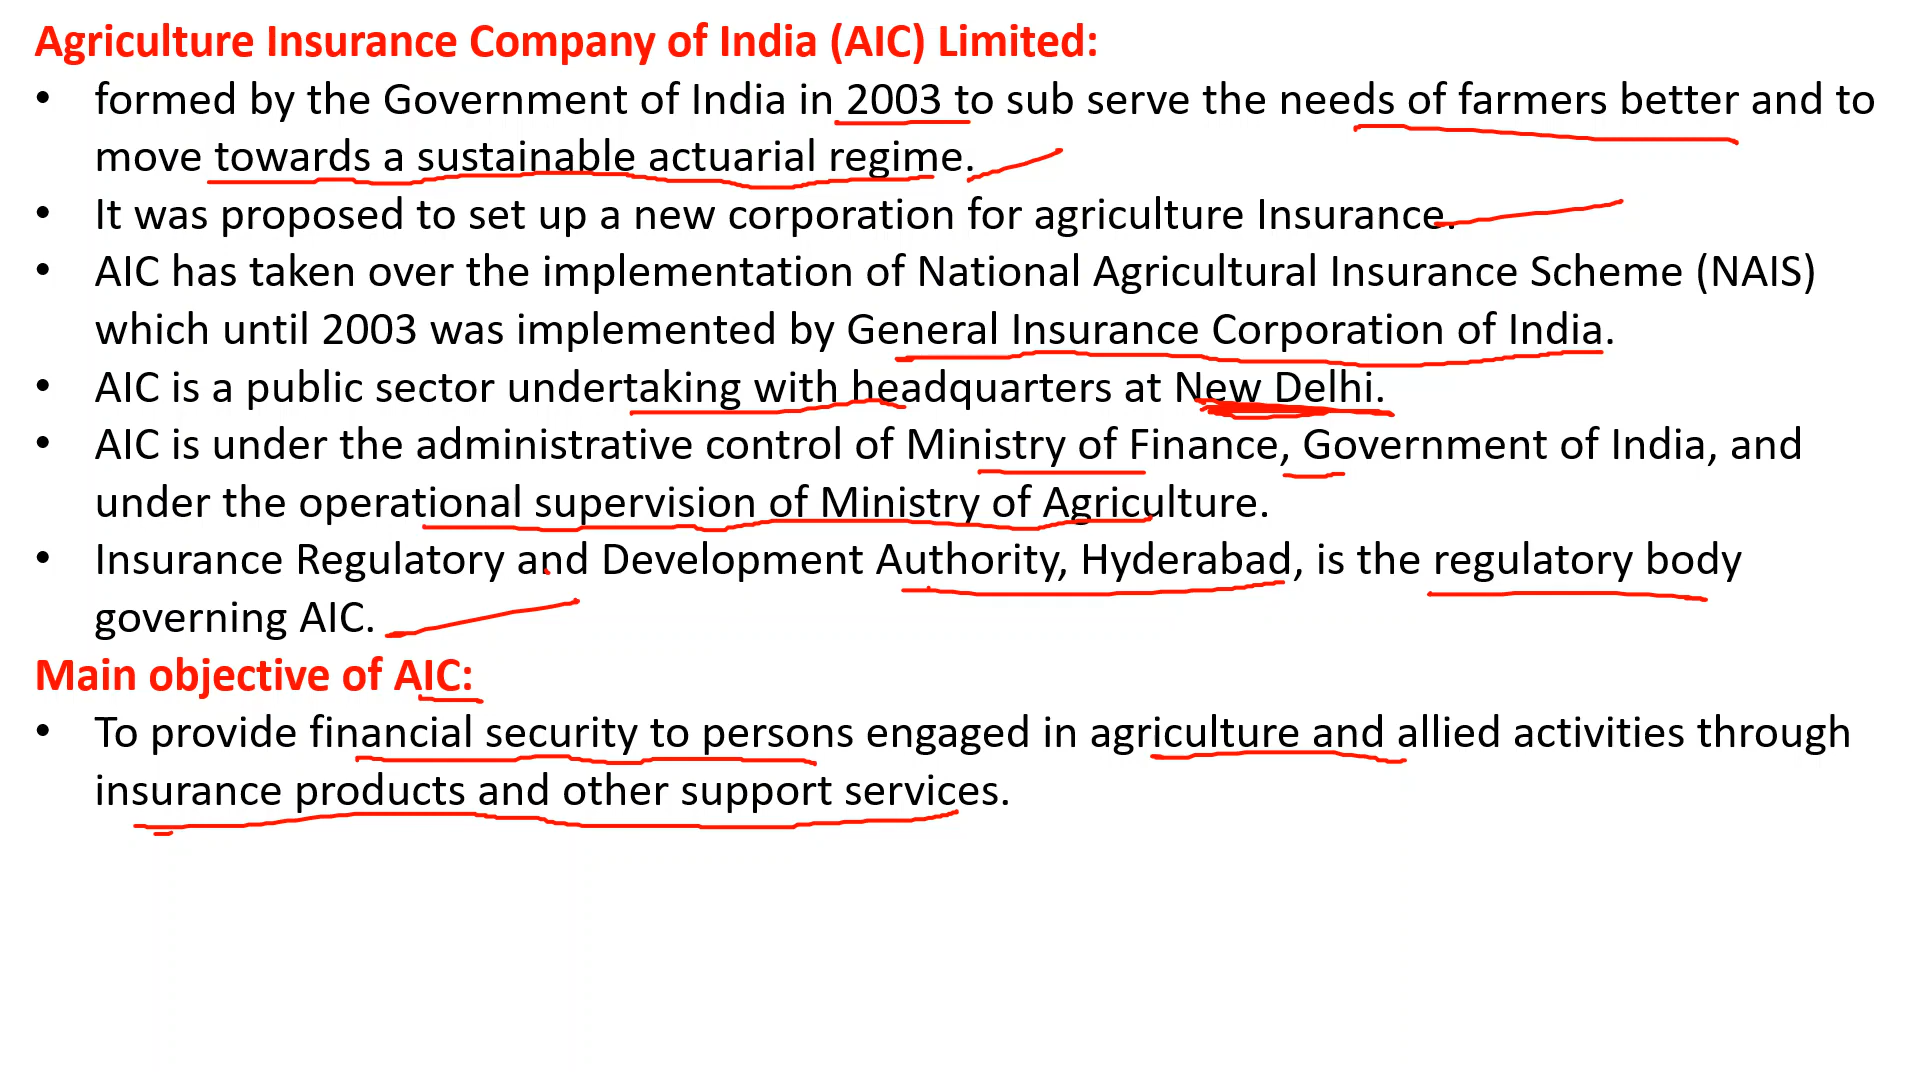 Agriculture Insurance Company of India (AIC) Limited:
• formed by the Government of India in 2003 to sub serve the needs of farmers better and to
move towards a sustainable actuarial regime.
• It was proposed to set up a new corporation for agriculture Insurance.
• AIC has taken over the implementation of National Agricultural Insurance Scheme (NAIS)
which until 2003 was implemented by General Insurance Corporation of India.
• AIC is a public sector undertaking with headquarters at New Delhi.
• AIC is under the administrative control of Ministry of Finance, Government of India, and
under the operational supervision of Ministry of Agriculture.
• Insurance Regulatory and Development Authority, Hyderabad, is the regulatory body
governing AIC.
Main objective of AIC:
• To provide financial security to persons engaged in agriculture and allied activities through
insurance products and other support services.